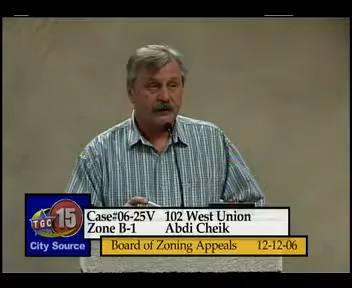 TGC 15
City Source
Case#06-25V 102 West Union
Zone B-1 Abdi Cheik
Board of Zoning Appeals 12-12-06